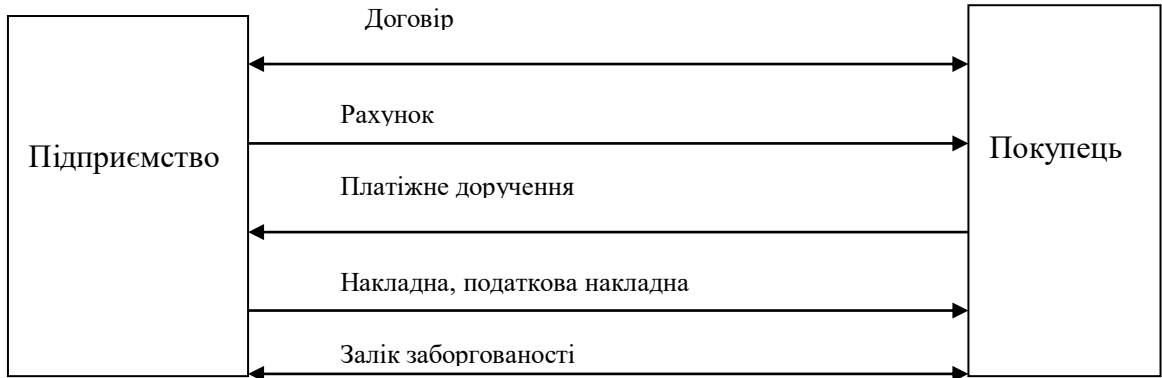 Договір
Рахунок
Підприємство
Покупець
Платіжне доручення
Накладна, податкова накладна
Залік заборгованості